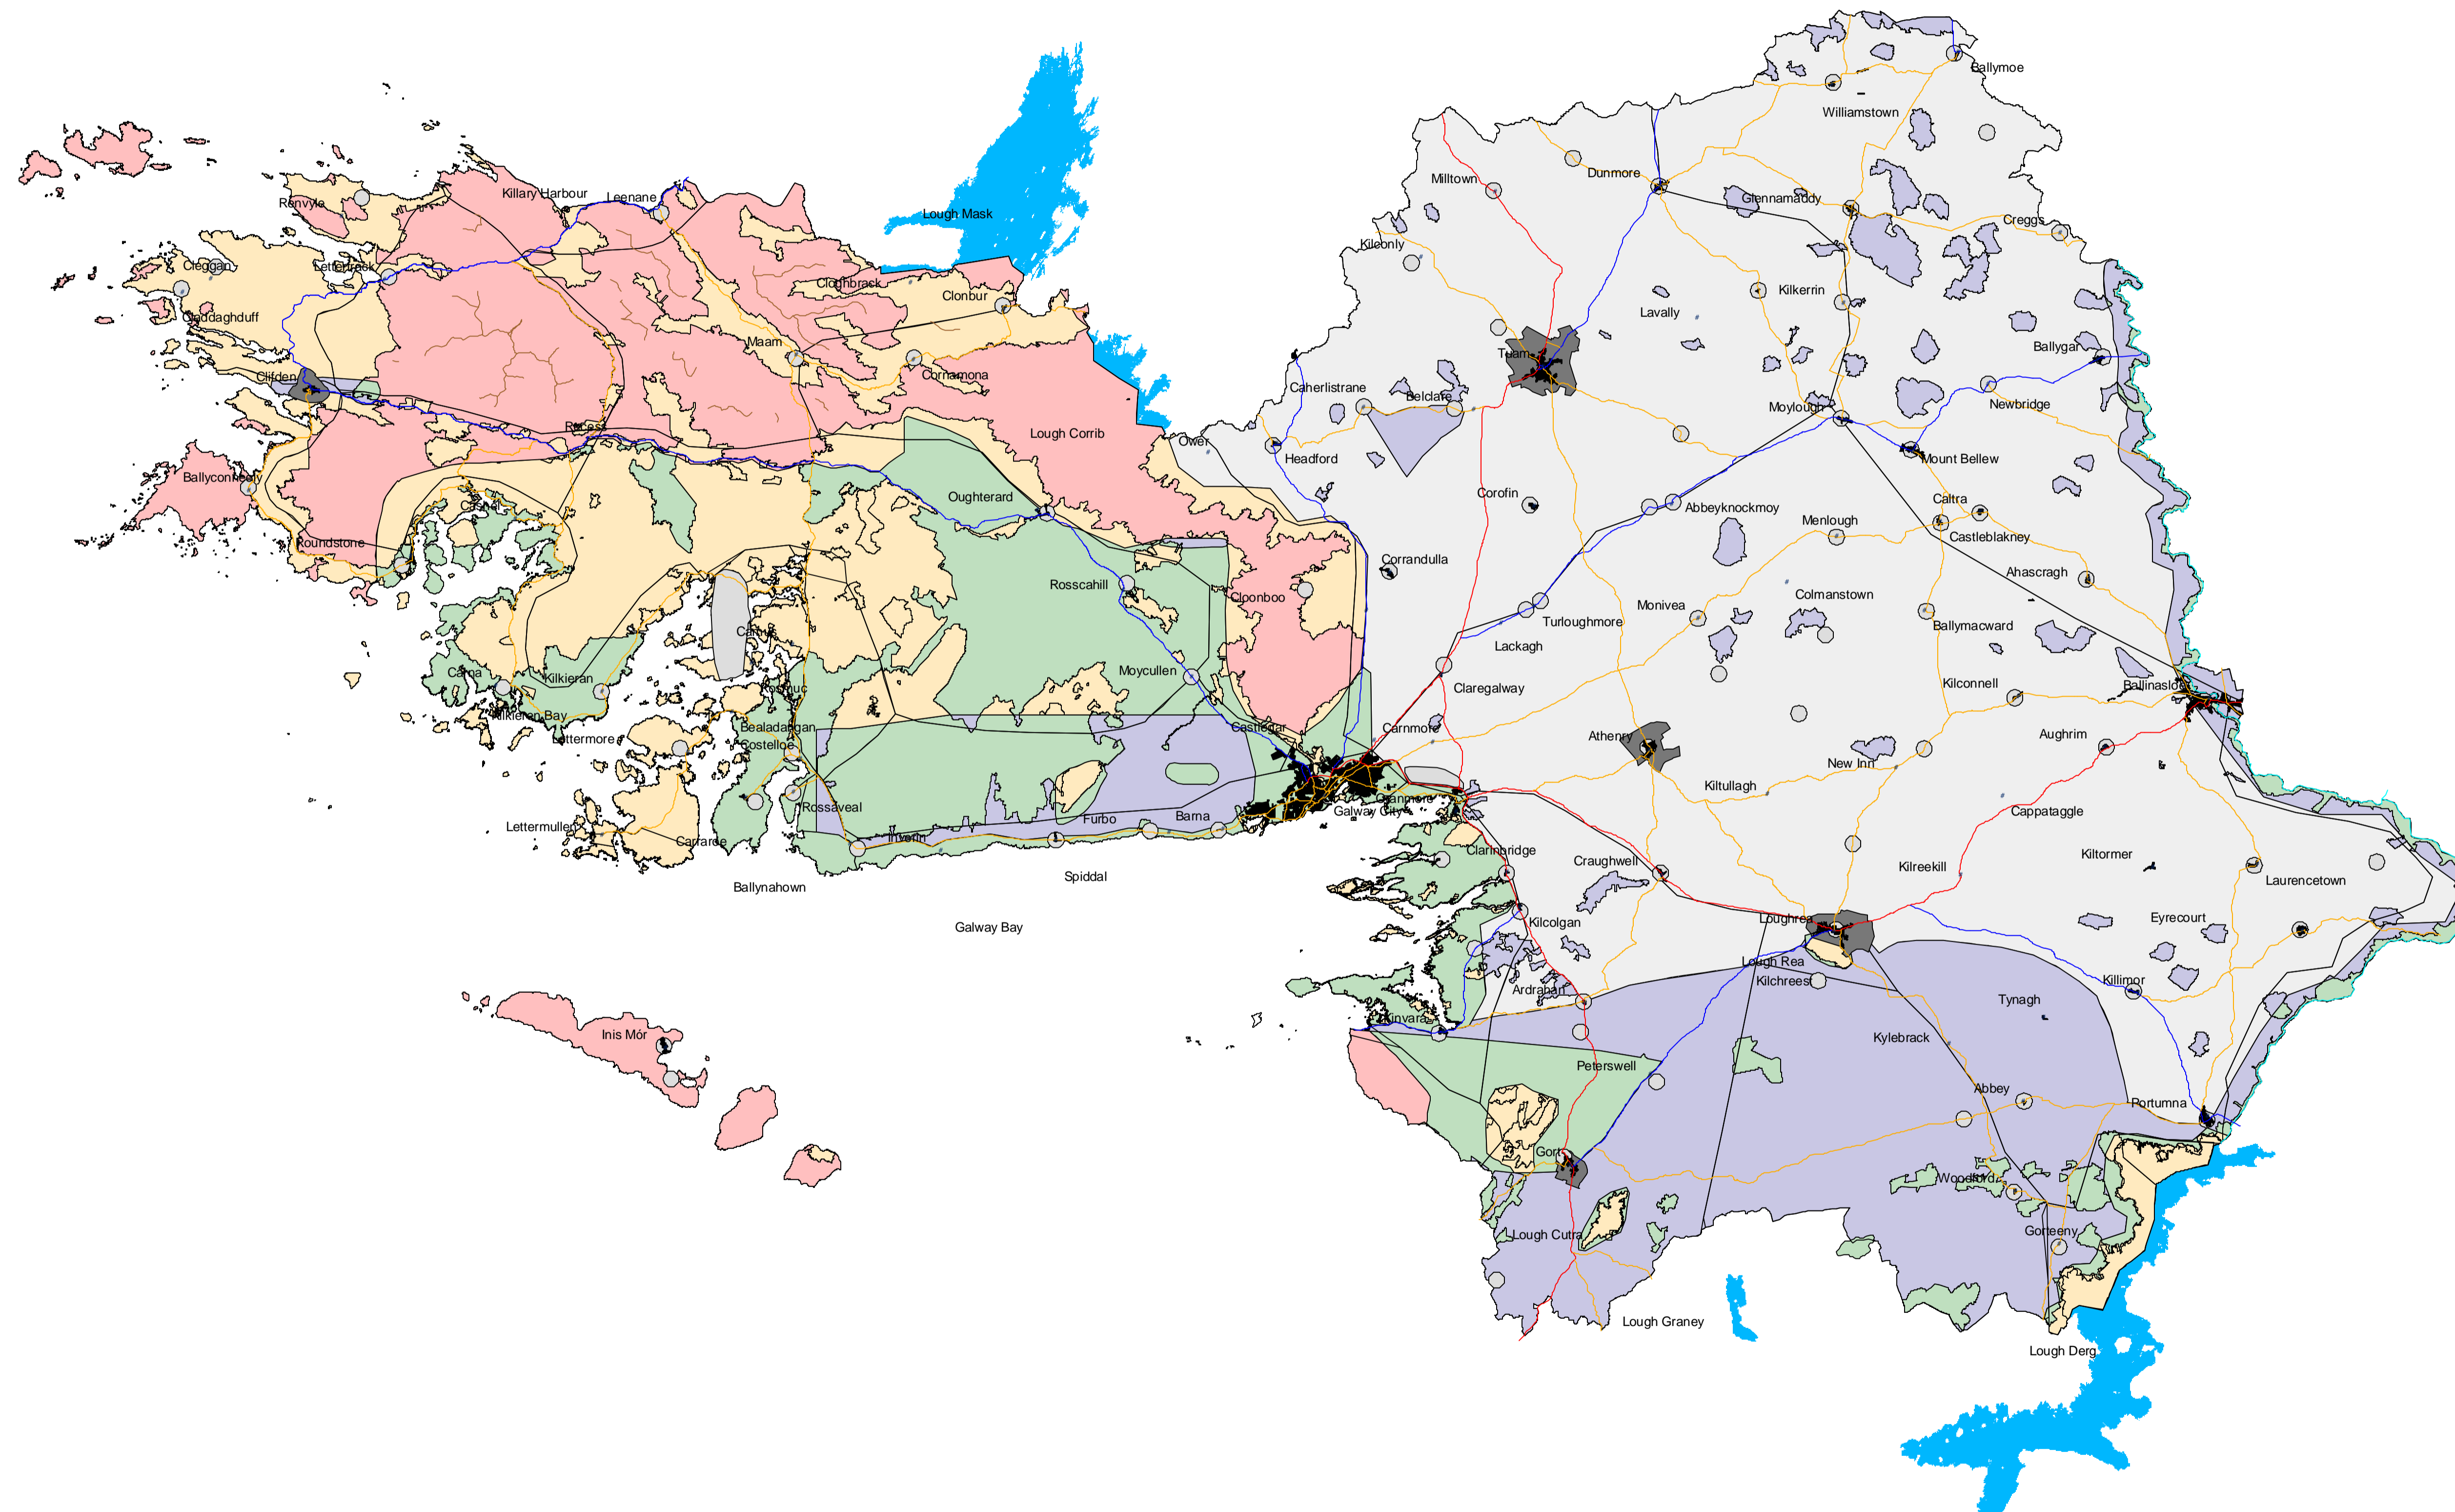 Ballymoe
Williamstown
Milltown
Dunmore
Killary Harbour
Leenane
Renvyle
Glennamaddy
Lough Mask
Creggs
Kilconly
Cleggan
Letterfrack
Cloghbrack
Clonbur
Kilkerrin
Lavally
Claddaghduff
Maam
Tuam
Ballygar
Clifden
Cornamona
Caherlistrane
Belclare
Moylough
Newbridge
Recess
Lough Corrib
Ower
Headford
Mount Bellew
Ballyconneely
Oughterard
Corofin
Caltra
Cashel
Abbeyknockmoy
Menlough
Castleblakney
Roundstone
Corrandulla
Ahascragh
Rosscahill
Cloonboo
Colmanstown
Monivea
Camus
Turloughmore
Ballymacward
Lackagh
Carna
Kilkieran
Moycullen
Rosmuc
Claregalway
Kilconnell
Ballinasloe
Kilkieran Bay
Bealadangan
Castlegar
Carnmore
Lettermore
Costelloe
Athenry
Aughrim
New Inn
Kiltullagh
Rossaveal
Oranmore
Galway City
Cappataggle
Lettermullen
Carrarde
Inverin
Furbo
Barna
Clarinbridge
Craughwell
Kilreekill
Kiltormer
Spiddal
Ballynahown
Laurencetown
Galway Bay
Kilcolgan
Loughrea
Eyrecourt
Lough Rea
Kilchreest
Killimor
Ardrahan
Tynagh
Inis Mór
Kinvara
Kylebrack
Peterswell
Abbey
Portumna
Gort
Woodford
Lough Cutra
Gorteeny
Lough Graney
Lough Derg